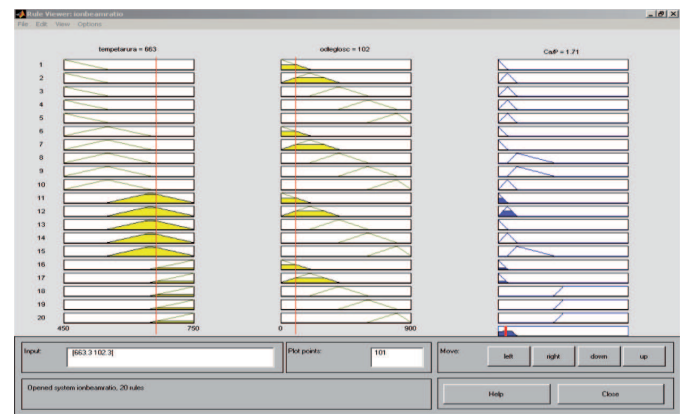 Rule Viewer: ionbeamratio
File Edit View Options
tempetarura = 663
odleglosc = 102
Ca/P = 1.71
1
2
3
4
5
6
7
8
9
10
11
12
13
14
15
16
17
18
19
20
450 750
0 900
Input: [663.3 102.3]
Plot points: 101
Move: left right down up
Opened system ionbeamratio, 20 rules
Help Close